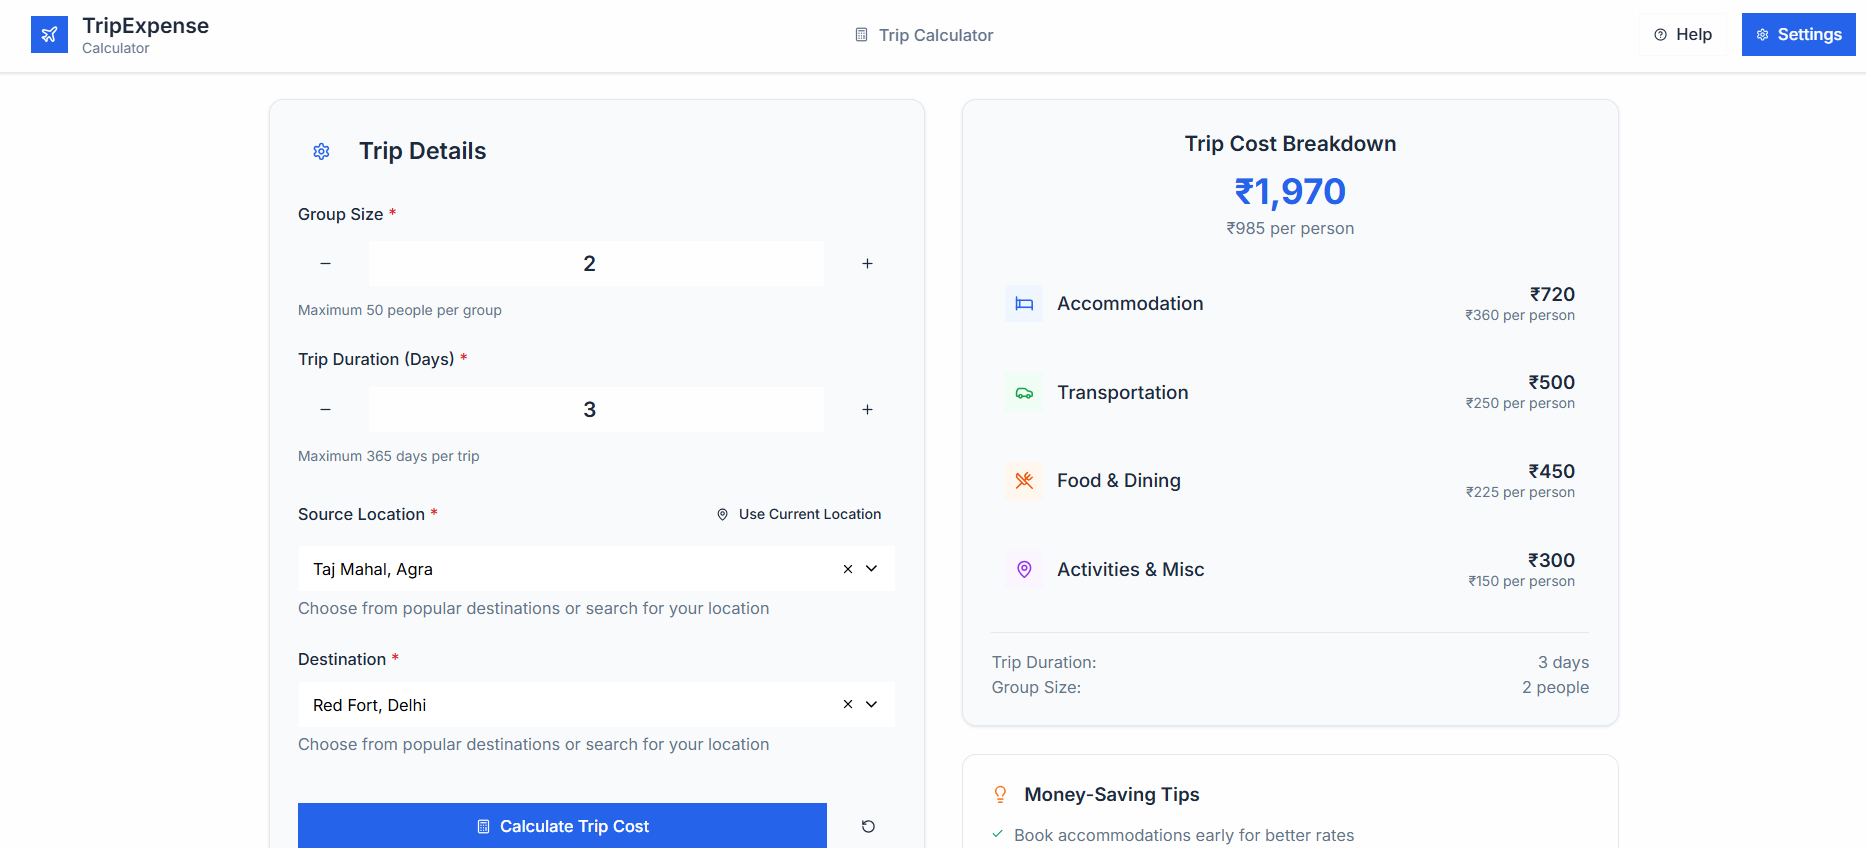 TripExpense
Calculator
Trip Calculator
Help
Settings
Trip Details
Group Size *
− 2 +
Maximum 50 people per group
Trip Duration (Days) *
− 3 +
Maximum 365 days per trip
Source Location *
Use Current Location
Taj Mahal, Agra
Choose from popular destinations or search for your location
Destination *
Red Fort, Delhi
Choose from popular destinations or search for your location
Calculate Trip Cost
Trip Cost Breakdown
₹1,970
₹985 per person
Accommodation
₹720
₹360 per person
Transportation
₹500
₹250 per person
Food & Dining
₹450
₹225 per person
Activities & Misc
₹300
₹150 per person
Trip Duration: 3 days
Group Size: 2 people
Money-Saving Tips
Book accommodations early for better rates